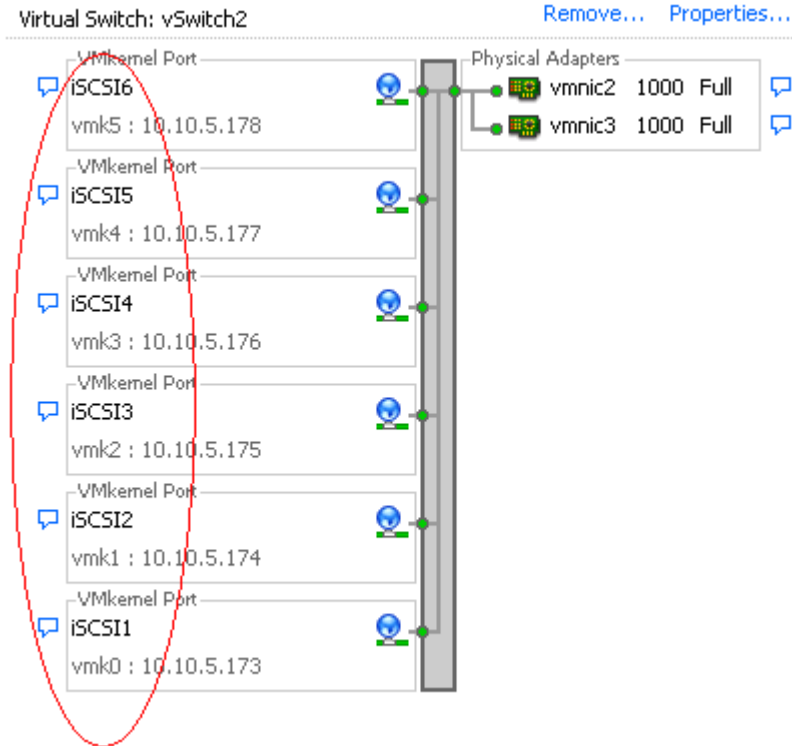 Virtual Switch: vSwitch2 Remove... Properties...
VMkernel Port
iSCSI6
vmk5 : 10.10.5.178
Physical Adapters
vmnic2 1000 Full
vmnic3 1000 Full
VMkernel Port
iSCSI5
vmk4 : 10.10.5.177
VMkernel Port
iSCSI4
vmk3 : 10.10.5.176
VMkernel Port
iSCSI3
vmk2 : 10.10.5.175
VMkernel Port
iSCSI2
vmk1 : 10.10.5.174
VMkernel Port
iSCSI1
vmk0 : 10.10.5.173